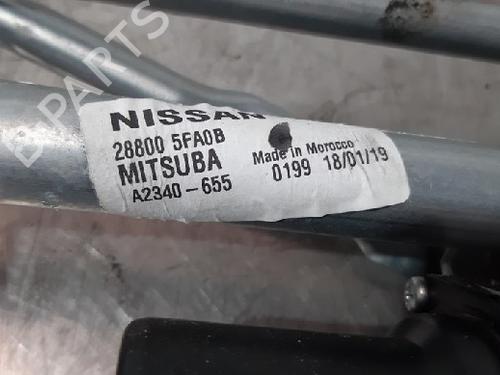 NISSAN
28800 5FA0B
MITSUBA
A2340-655
Made in Morocco
0199 18/01/19
B PARTS